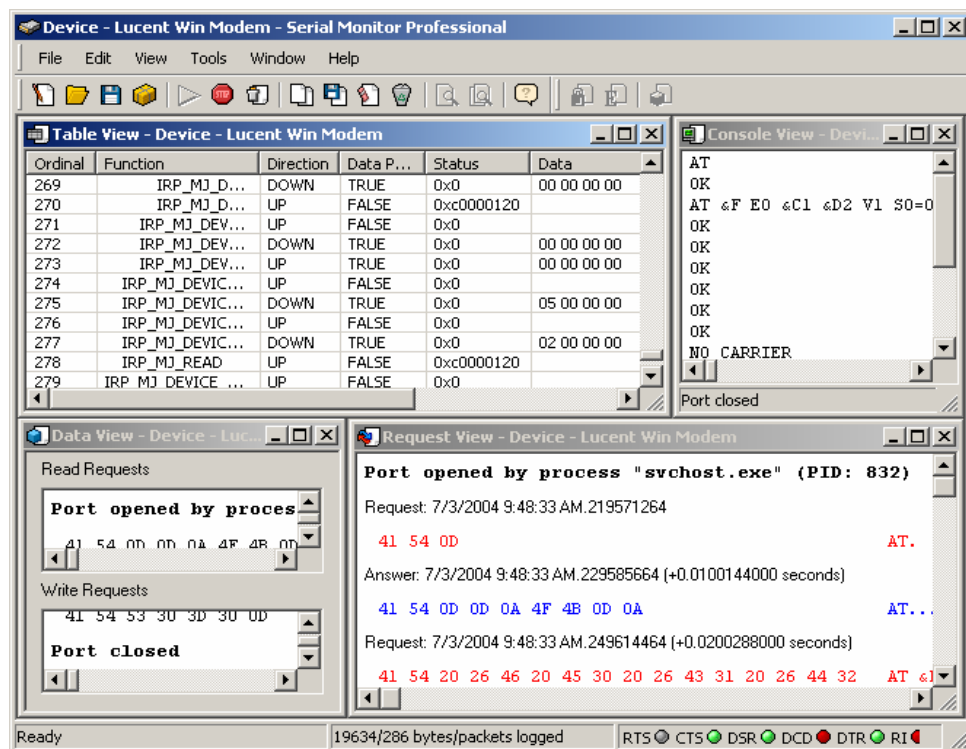 Device - Lucent Win Modem - Serial Monitor Professional
File Edit View Tools Window Help
Table View - Device - Lucent Win Modem
Ordinal Function Direction Data P... Status Data
269 IRP_MJ_D... DOWN TRUE 0x0 00 00 00 00
270 IRP_MJ_D... UP FALSE 0xc0000120
271 IRP_MJ_DEV... UP FALSE 0x0
272 IRP_MJ_DEV... DOWN TRUE 0x0 00 00 00 00
273 IRP_MJ_DEV... UP TRUE 0x0 00 00 00 00
274 IRP_MJ_DEVIC... UP FALSE 0x0
275 IRP_MJ_DEVIC... DOWN TRUE 0x0 05 00 00 00
276 IRP_MJ_DEVIC... UP FALSE 0x0
277 IRP_MJ_DEVIC... DOWN TRUE 0x0 02 00 00 00
278 IRP_MJ_READ UP FALSE 0xc0000120
279 IRP_MJ_DEVICE ... UP FALSE 0x0
Console View - Devi...
AT
OK
AT &F E0 &C1 &D2 V1 S0=0
OK
OK
OK
OK
OK
OK
NO CARRIER
Port closed
Data View - Device - Luc...
Read Requests
Port opened by proces
41 54 0D 0D 0A 4F 4B 0D
Write Requests
41 54 53 30 3D 30 0D
Port closed
Request View - Device - Lucent Win Modem
Port opened by process "svchost.exe" (PID: 832)
Request: 7/3/2004 9:48:33 AM.219571264
41 54 0D AT.
Answer: 7/3/2004 9:48:33 AM.229585664 (+0.0100144000 seconds)
41 54 0D 0D 0A 4F 4B 0D 0A AT...
Request: 7/3/2004 9:48:33 AM.249614464 (+0.0200288000 seconds)
41 54 20 26 46 20 45 30 20 26 43 31 20 26 44 32 AT &
Ready 19634/286 bytes/packets logged RTS CTS DSR DCD DTR RI